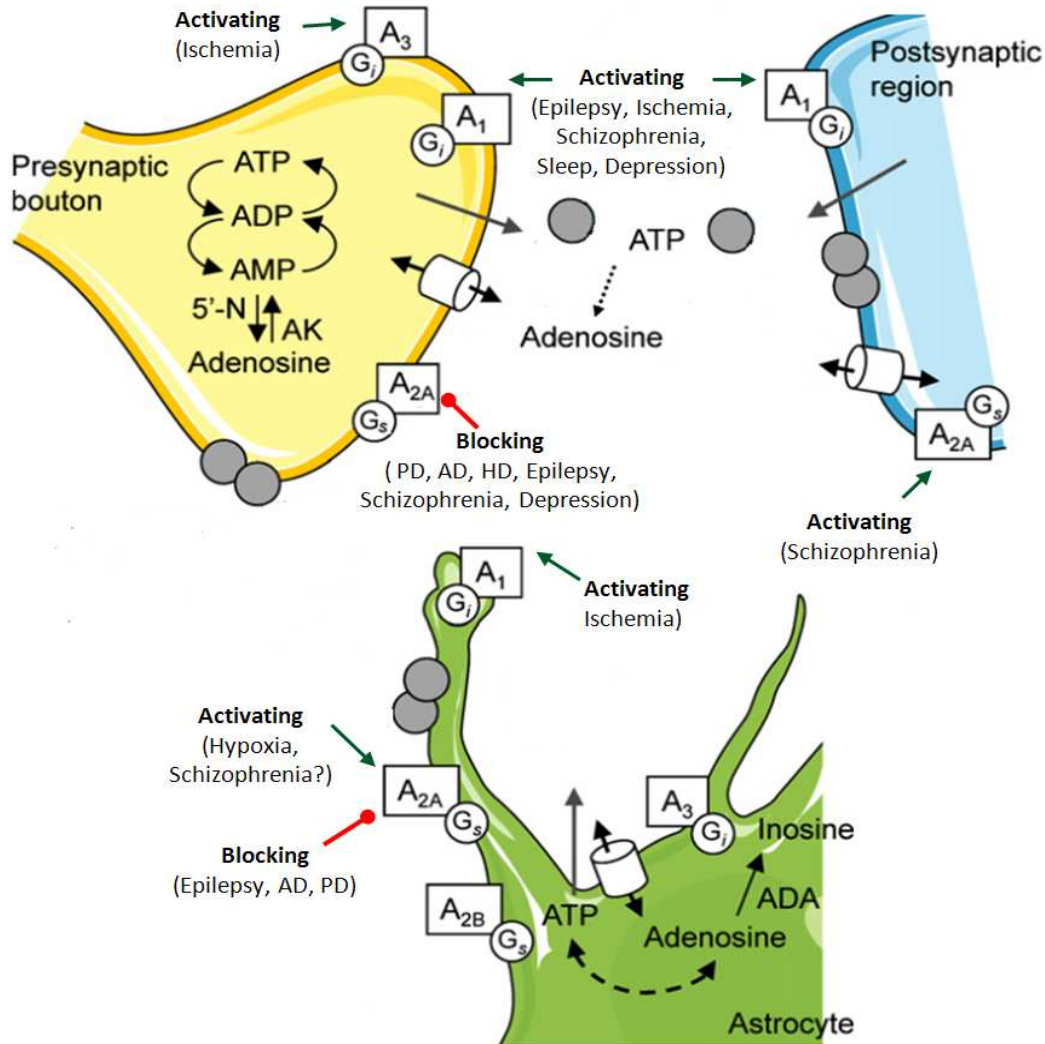 Activating
(Ischemia)
A3
Gi
A1
Gi
Activating
(Epilepsy, Ischemia,
Schizophrenia,
Sleep, Depression)
A1
Gi
Postsynaptic
region
Presynaptic
bouton
ATP
ADP
AMP
5'-N
AK
Adenosine
ATP
Adenosine
A2A
Gs
Blocking
( PD, AD, HD, Epilepsy,
Schizophrenia, Depression)
Gs
A2A
Activating
(Schizophrenia)
A1
Gi
Activating
Ischemia)
Activating
(Hypoxia,
Schizophrenia?)
A2A
Gs
Blocking
(Epilepsy, AD, PD)
A2B
Gs
A3
Gi
Inosine
ADA
ATP
Adenosine
Astrocyte